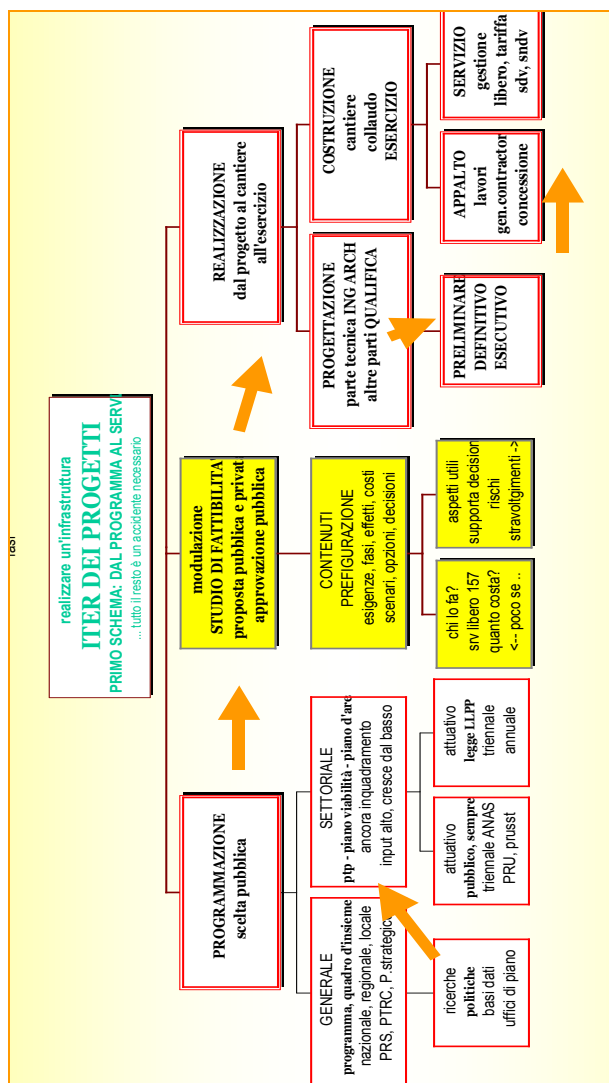 fasi
realizzare un'infrastruttura
ITER DEI PROGETTI
PRIMO SCHEMA: DAL PROGRAMMA AL SERVI
... tutto il resto è un accidente necessario
PROGRAMMAZIONE
scelta pubblica
modulazione
STUDIO DI FATTIBILITA'
proposta pubblica e privata
approvazione pubblica
REALIZZAZIONE
dal progetto al cantiere
all'esercizio
GENERALE
programma, quadro d'insieme
nazionale, regionale, locale
PRS, PTRC, P.strategico
SETTORIALE
ptp - piano viabilità - piano d'are
ancora inquadramento
input alto, cresce dal basso
CONTENUTI
PREFIGURAZIONE
esigenze, fasi, effetti, costi
scenari, opzioni, decisioni
PROGETTAZIONE
parte tecnica ING ARCH
altre parti QUALIFICA
COSTRUZIONE
cantiere
collaudo
ESERCIZIO
ricerche
politiche
basi dati
uffici di piano
attuativo
pubblico, sempre
triennale ANAS
PRU, prusst
attuativo
legge LLPP
triennale
annuale
chi lo fa?
srv libero 157
quanto costa?
<-- poco se ..
aspetti utili
supporta decision
rischi
stravoltgimenti ->
PRELIMINARE
DEFINITIVO
ESECUTIVO
APPALTO
lavori
gen.contractor
concessione
SERVIZIO
gestione
libero, tariffa
sdv, sndv